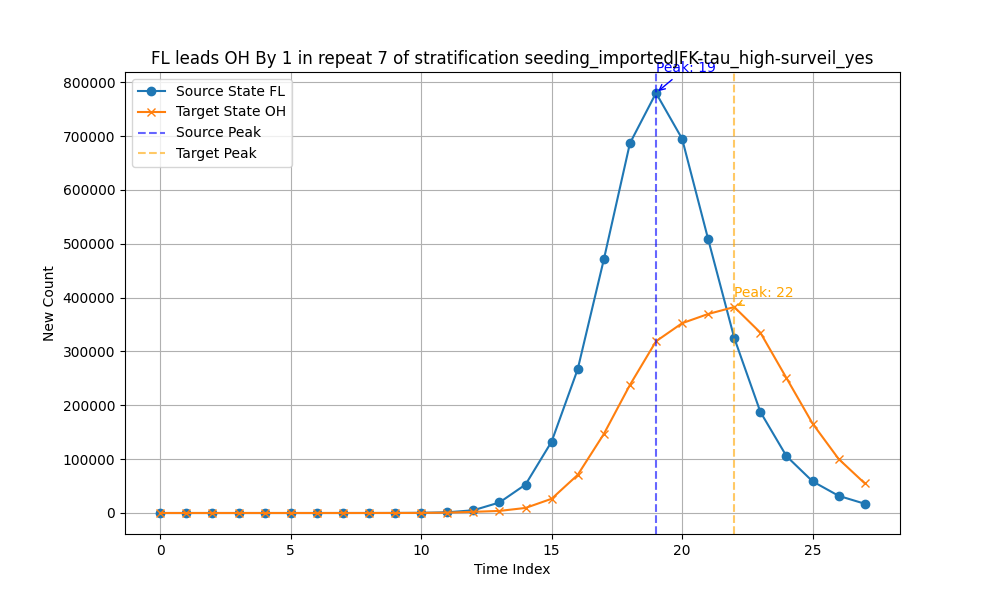 FL leads OH By 1 in repeat 7 of stratification seeding_importedJFK-tau_high-surveil_yes
Peak: 19
Source State FL
Target State OH
Source Peak
Target Peak
Peak: 22
800000
700000
600000
500000
400000
300000
200000
100000
0
New Count
0 5 10 15 20 25
Time Index